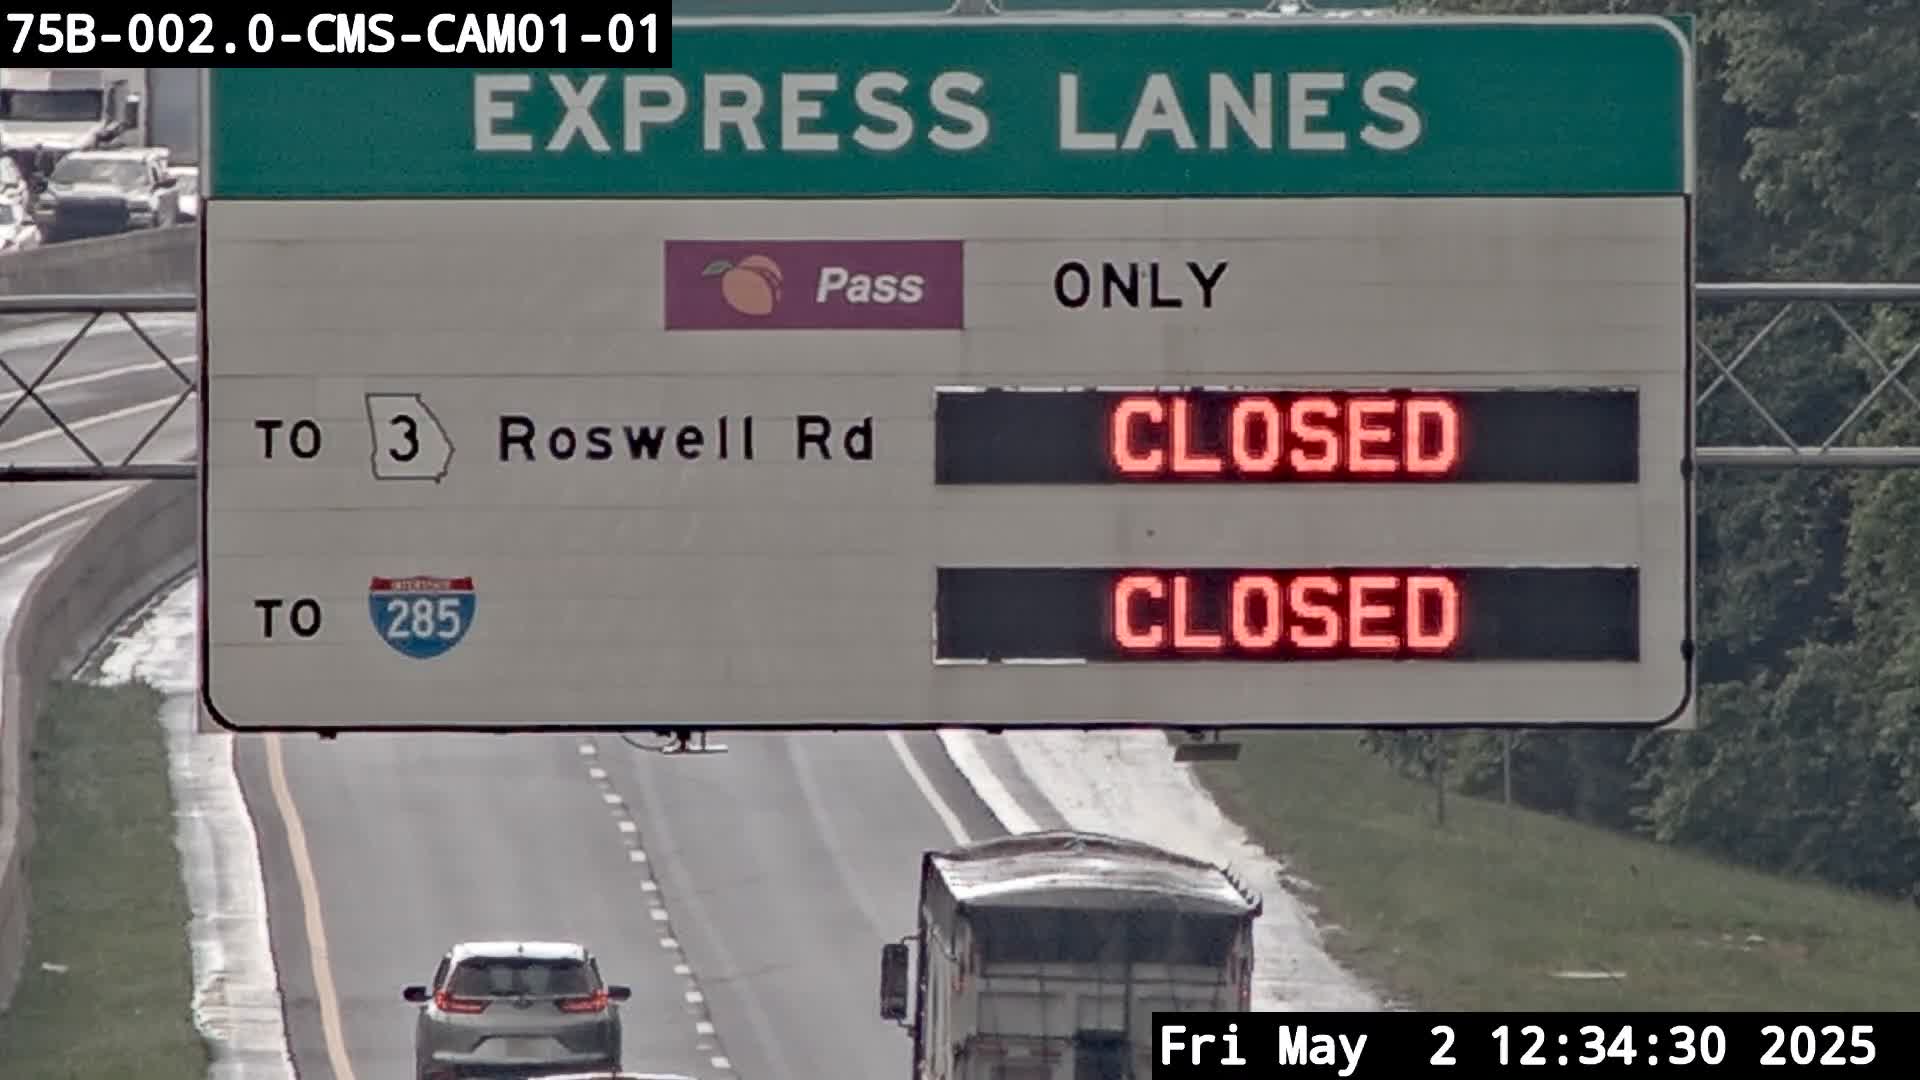 75B-002.0-CMS-CAM01-01
EXPRESS LANES
Pass ONLY
TO 3 Roswell Rd CLOSED
INTERSTATE
TO 285 CLOSED
Fri May 2 12:34:30 2025